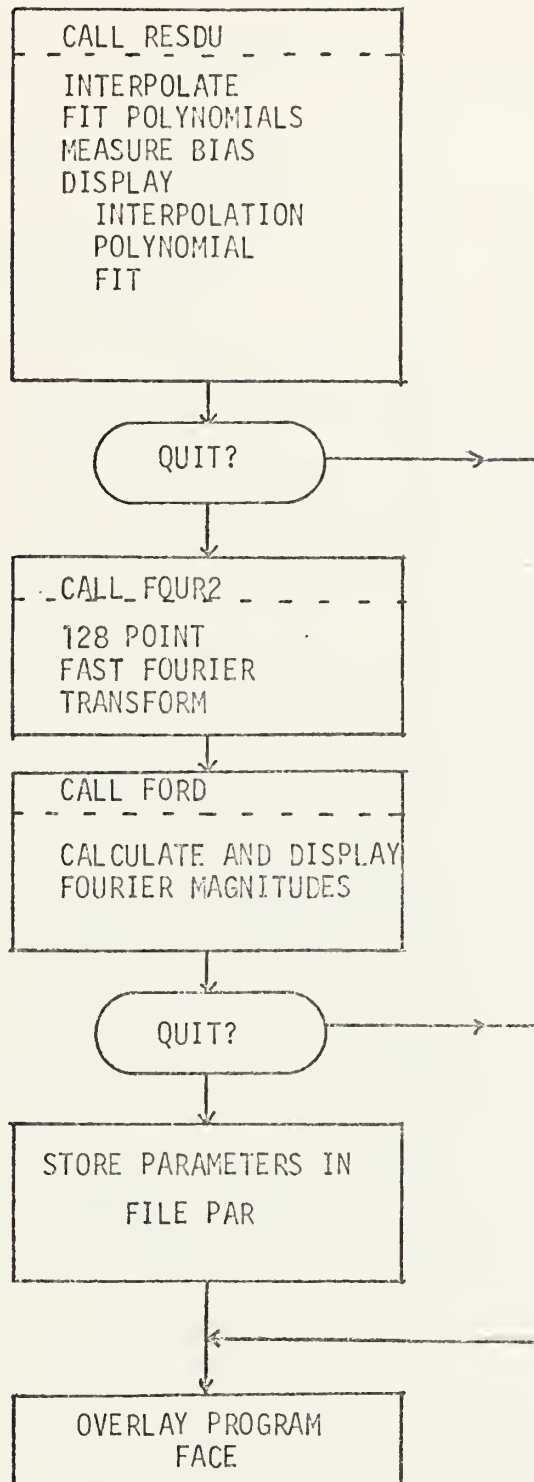 CALL RESDU
INTERPOLATE
FIT POLYNOMIALS
MEASURE BIAS
DISPLAY
INTERPOLATION
POLYNOMIAL
FIT
QUIT?
CALL FOUR2
128 POINT
FAST FOURIER
TRANSFORM
CALL FORD
CALCULATE AND DISPLAY
FOURIER MAGNITUDES
QUIT?
STORE PARAMETERS IN
FILE PAR
OVERLAY PROGRAM
FACE